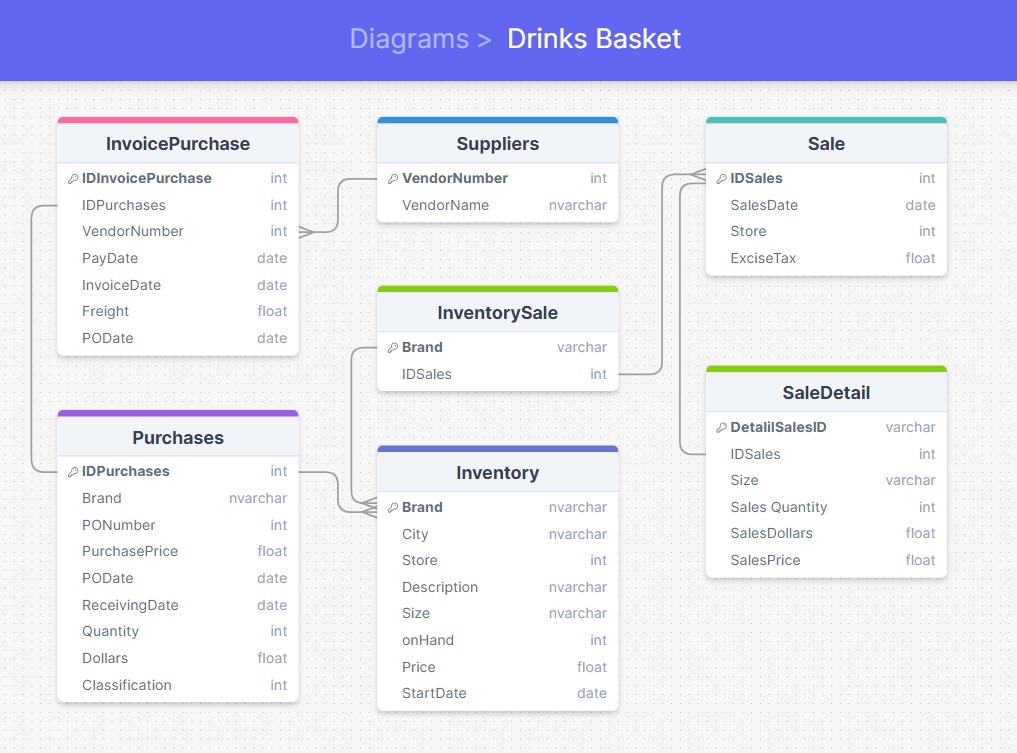 Diagrams > Drinks Basket
InvoicePurchase
IDInvoicePurchase int
IDPurchases int
VendorNumber int
PayDate date
InvoiceDate date
Freight float
PODate date
Suppliers
VendorNumber int
VendorName nvarchar
Sale
IDSales int
SalesDate date
Store int
ExciseTax float
InventorySale
Brand varchar
IDSales int
SaleDetail
DetalilSalesID varchar
IDSales int
Size varchar
Sales Quantity int
SalesDollars float
SalesPrice float
Purchases
IDPurchases int
Brand nvarchar
PONumber int
PurchasePrice float
PODate date
ReceivingDate date
Quantity int
Dollars float
Classification int
Inventory
Brand nvarchar
City nvarchar
Store int
Description nvarchar
Size nvarchar
onHand int
Price float
StartDate date